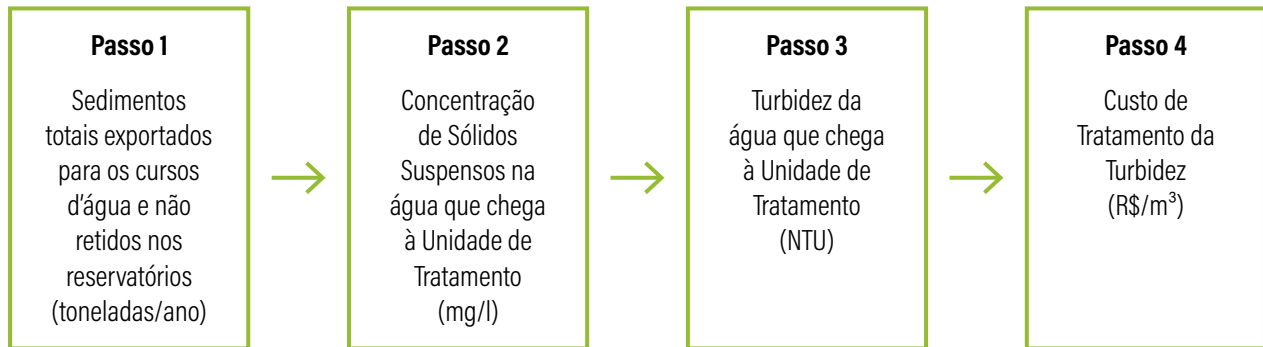 Passo 1
Sedimentos
totais exportados
para os cursos
d'água e não
retidos nos
reservatórios
(toneladas/ano)
Passo 2
Concentração
de Sólidos
Suspensos na
água que chega
à Unidade de
Tratamento
(mg/l)
Passo 3
Turbidez da
água que chega
à Unidade de
Tratamento
(NTU)
Passo 4
Custo de
Tratamento da
Turbidez
(R$/m³)